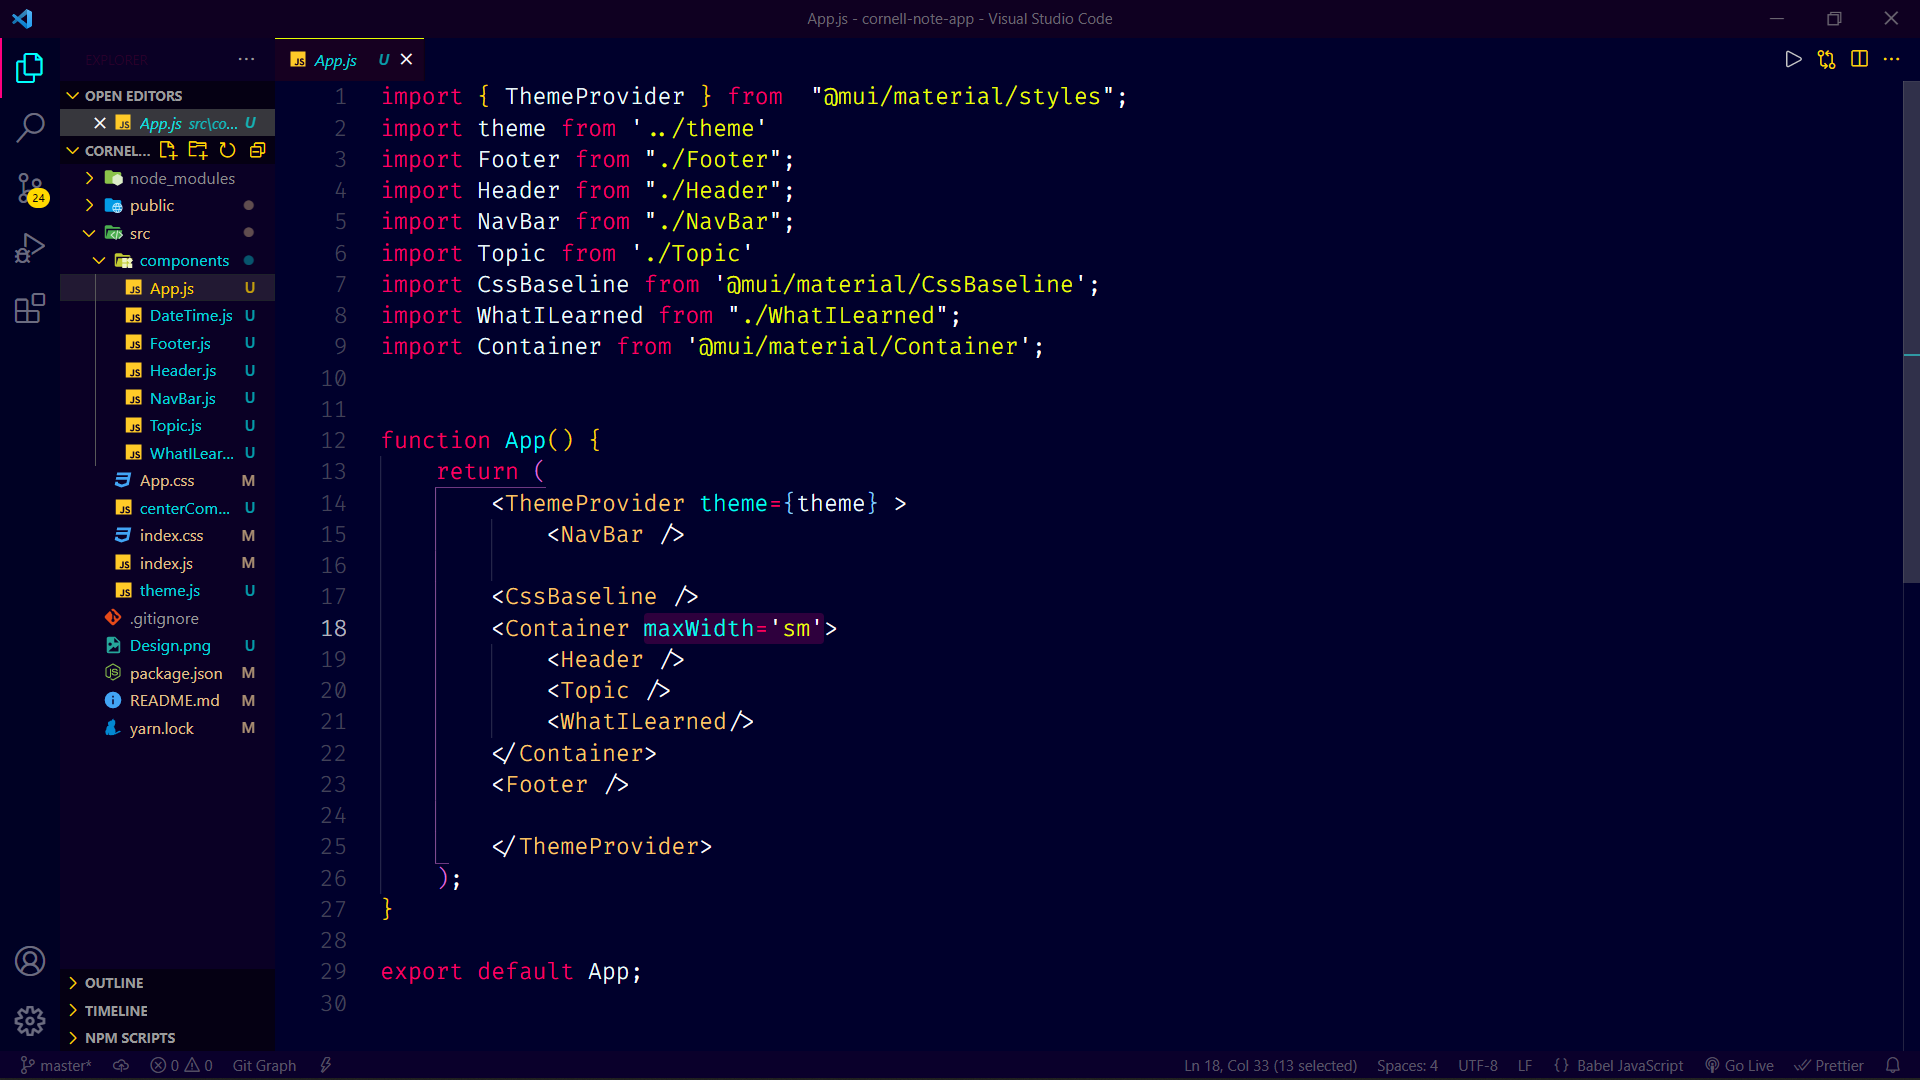 App.js - cornell-note-app - Visual Studio Code
EXPLORER
App.js U
OPEN EDITORS
App.js src\co... U
CORNEL...
node_modules
public
src
components
App.js U
DateTime.js U
Footer.js U
Header.js U
NavBar.js U
Topic.js U
WhatILear... U
App.css M
centerCom... U
index.css M
index.js M
theme.js U
.gitignore
Design.png U
package.json M
README.md M
yarn.lock M
OUTLINE
TIMELINE
NPM SCRIPTS
24
1 import { ThemeProvider } from  "@mui/material/styles";
2 import theme from '../theme'
3 import Footer from "./Footer";
4 import Header from "./Header";
5 import NavBar from "./NavBar";
6 import Topic from './Topic'
7 import CssBaseline from '@mui/material/CssBaseline';
8 import WhatILearned from "./WhatILearned";
9 import Container from '@mui/material/Container';
10
11
12 function App() {
13     return (
14         <ThemeProvider theme={theme} >
15             <NavBar />
16
17         <CssBaseline />
18         <Container maxWidth='sm'>
19             <Header />
20             <Topic />
21             <WhatILearned/>
22         </Container>
23         <Footer />
24
25         </ThemeProvider>
26     );
27 }
28
29 export default App;
30
master* 0 0 Git Graph Ln 18, Col 33 (13 selected) Spaces: 4 UTF-8 LF {} Babel JavaScript Go Live Prettier